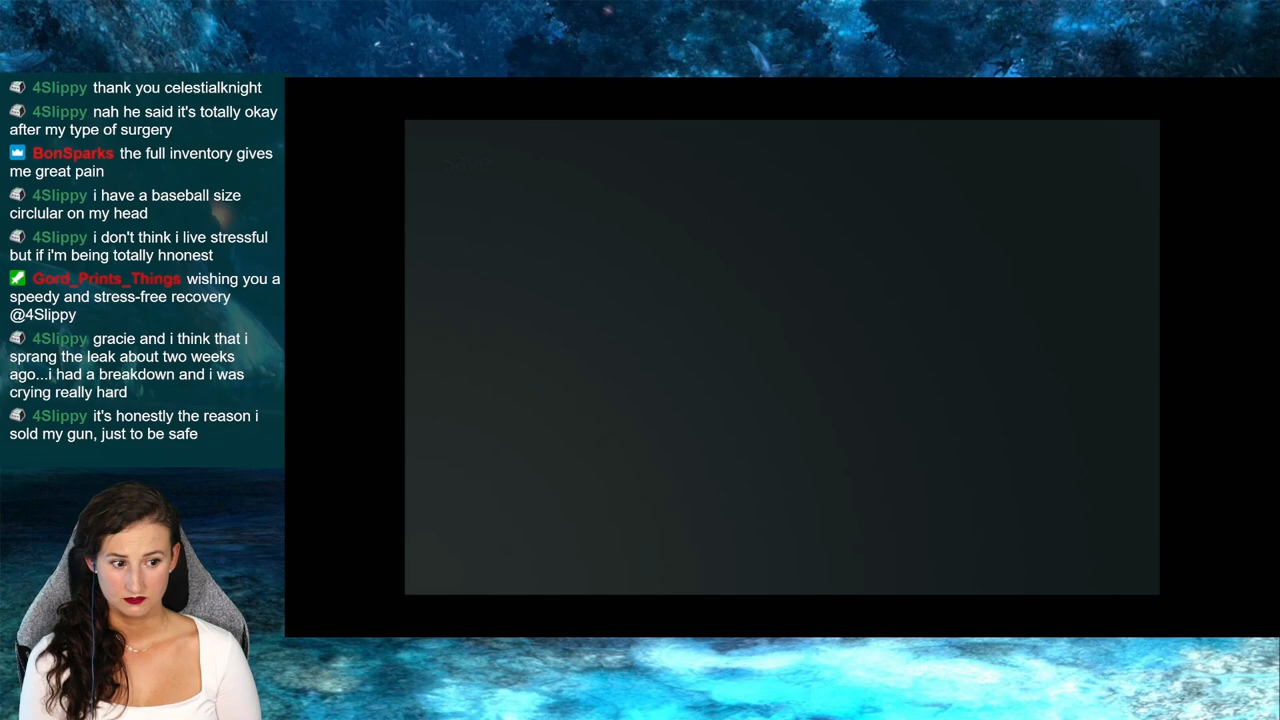 4Slippy thank you celestialknight
4Slippy nah he said it's totally okay
after my type of surgery
BonSparks the full inventory gives
me great pain
4Slippy i have a baseball size
circlular on my head
4Slippy i don't think i live stressful
but if i'm being totally hnonest
Gord_Prints_Things wishing you a
speedy and stress-free recovery
@4Slippy
4Slippy gracie and i think that i
sprang the leak about two weeks
ago...i had a breakdown and i was
crying really hard
4Slippy it's honestly the reason i
sold my gun, just to be safe